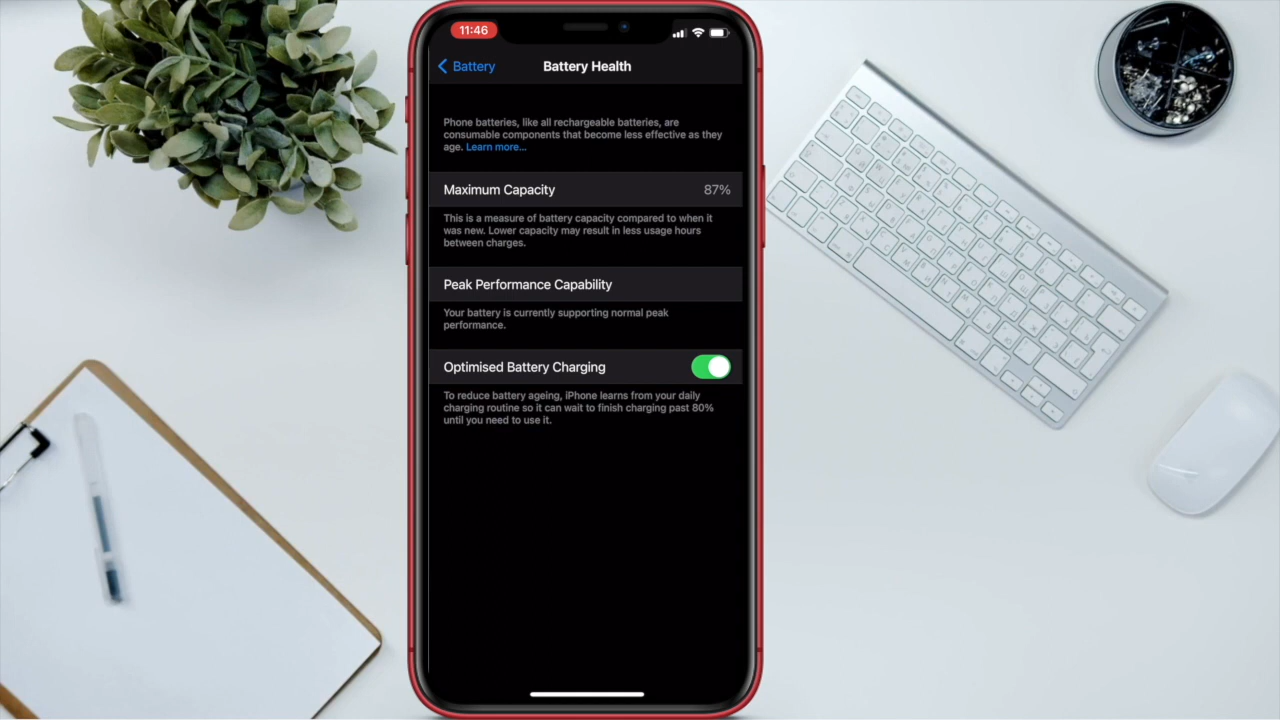 11:46
Battery
Battery Health
Phone batteries, like all rechargeable batteries, are
consumable components that become less effective as they
age. Learn more...
Maximum Capacity 87%
This is a measure of battery capacity compared to when it
was new. Lower capacity may result in less usage hours
between charges.
Peak Performance Capability
Your battery is currently supporting normal peak
performance.
Optimised Battery Charging
To reduce battery ageing, iPhone learns from your daily
charging routine so it can wait to finish charging past 80%
until you need to use it.